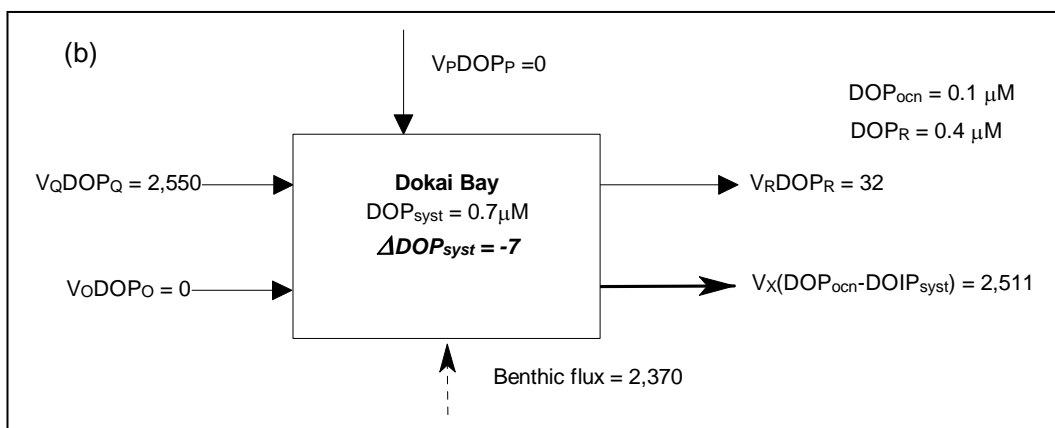 (b)
VPDOPP =0
DOPocn = 0.1 μM
DOPR = 0.4 μM
VQDOPQ = 2,550
Dokai Bay
DOPsyst = 0.7μM
ΔDOPsyst = -7
VRDOPR = 32
VODOPO = 0
VX(DOPocn-DOIPsyst) = 2,511
Benthic flux = 2,370